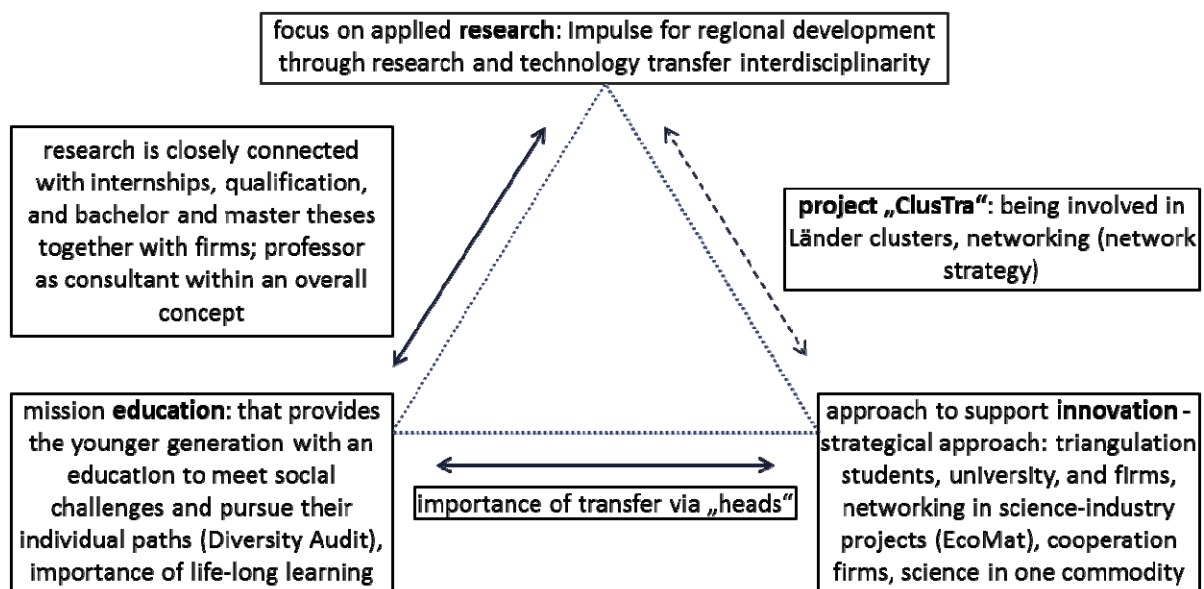 focus on applied research: Impulse for regional development
through research and technology transfer interdisciplinarity
research is closely connected
with internships, qualification,
and bachelor and master theses
together with firms; professor
as consultant within an overall
concept
project „ClusTra“: being involved in
Länder clusters, networking (network
strategy)
mission education: that provides
the younger generation with an
education to meet social
challenges and pursue their
individual paths (Diversity Audit),
importance of life-long learning
importance of transfer via „heads“
approach to support innovation -
strategical approach: triangulation
students, university, and firms,
networking in science-industry
projects (EcoMat), cooperation
firms, science in one commodity